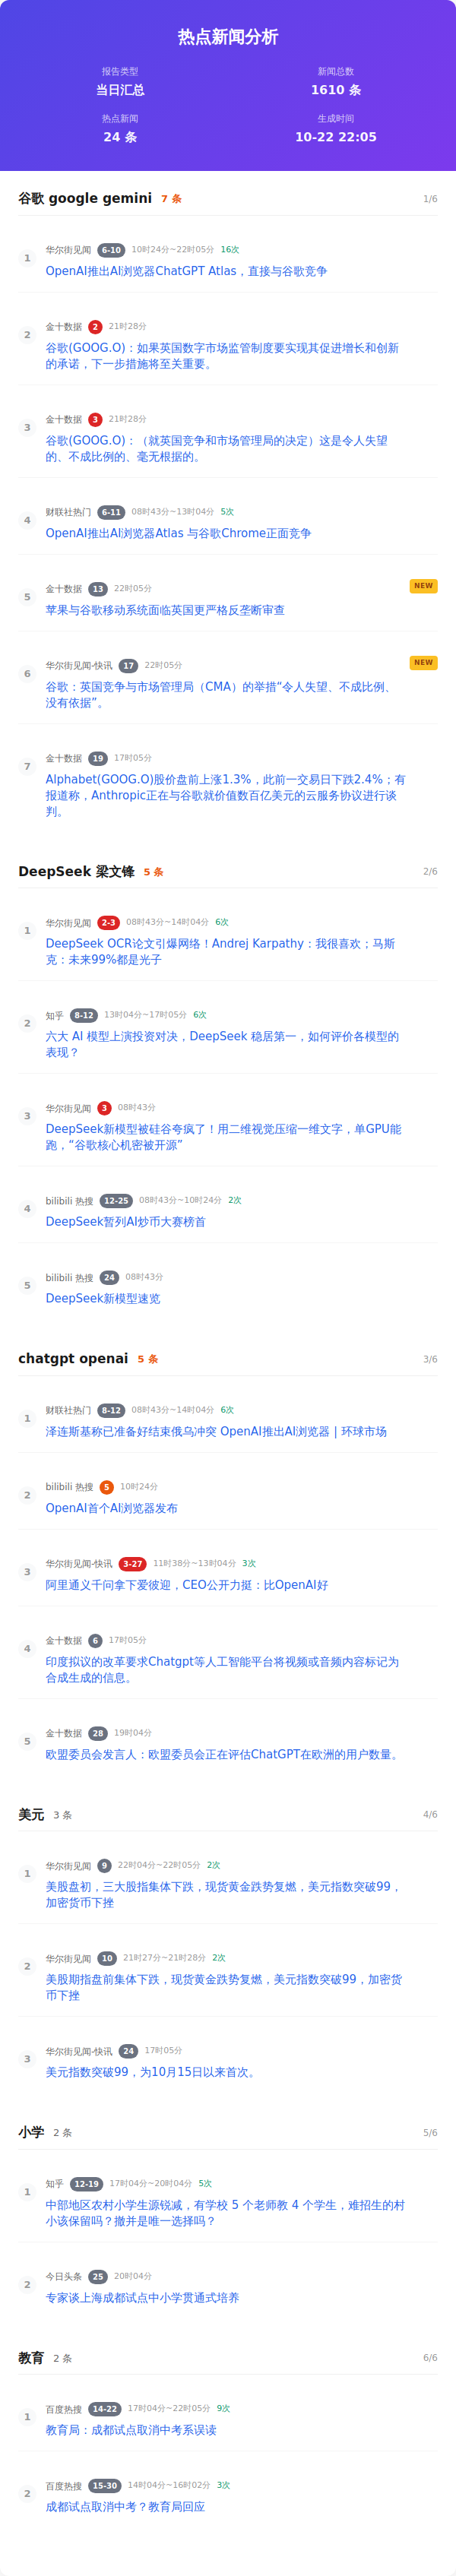 热点新闻分析
报告类型
当日汇总
新闻总数
1610 条
热点新闻
24 条
生成时间
10-22 22:05
谷歌 google gemini 7 条 1/6
1
华尔街见闻 6-10 10时24分~22时05分 16次
OpenAI推出AI浏览器ChatGPT Atlas，直接与谷歌竞争
2
金十数据 2 21时28分
谷歌(GOOG.O)：如果英国数字市场监管制度要实现其促进增长和创新
的承诺，下一步措施将至关重要。
3
金十数据 3 21时28分
谷歌(GOOG.O)：（就英国竞争和市场管理局的决定）这是令人失望
的、不成比例的、毫无根据的。
4
财联社热门 6-11 08时43分~13时04分 5次
OpenAI推出AI浏览器Atlas 与谷歌Chrome正面竞争
5
金十数据 13 22时05分
NEW
苹果与谷歌移动系统面临英国更严格反垄断审查
6
华尔街见闻-快讯 17 22时05分
NEW
谷歌：英国竞争与市场管理局（CMA）的举措“令人失望、不成比例、
没有依据”。
7
金十数据 19 17时05分
Alphabet(GOOG.O)股价盘前上涨1.3%，此前一交易日下跌2.4%；有
报道称，Anthropic正在与谷歌就价值数百亿美元的云服务协议进行谈
判。
DeepSeek 梁文锋 5 条 2/6
1
华尔街见闻 2-3 08时43分~14时04分 6次
DeepSeek OCR论文引爆网络！Andrej Karpathy：我很喜欢；马斯
克：未来99%都是光子
2
知乎 8-12 13时04分~17时05分 6次
六大 AI 模型上演投资对决，DeepSeek 稳居第一，如何评价各模型的
表现？
3
华尔街见闻 3 08时43分
DeepSeek新模型被硅谷夸疯了！用二维视觉压缩一维文字，单GPU能
跑，“谷歌核心机密被开源”
4
bilibili 热搜 12-25 08时43分~10时24分 2次
DeepSeek暂列AI炒币大赛榜首
5
bilibili 热搜 24 08时43分
DeepSeek新模型速览
chatgpt openai 5 条 3/6
1
财联社热门 8-12 08时43分~14时04分 6次
泽连斯基称已准备好结束俄乌冲突 OpenAI推出AI浏览器 | 环球市场
2
bilibili 热搜 5 10时24分
OpenAI首个AI浏览器发布
3
华尔街见闻-快讯 3-27 11时38分~13时04分 3次
阿里通义千问拿下爱彼迎，CEO公开力挺：比OpenAI好
4
金十数据 6 17时05分
印度拟议的改革要求Chatgpt等人工智能平台将视频或音频内容标记为
合成生成的信息。
5
金十数据 28 19时04分
欧盟委员会发言人：欧盟委员会正在评估ChatGPT在欧洲的用户数量。
美元 3 条 4/6
1
华尔街见闻 9 22时04分~22时05分 2次
美股盘初，三大股指集体下跌，现货黄金跌势复燃，美元指数突破99，
加密货币下挫
2
华尔街见闻 10 21时27分~21时28分 2次
美股期指盘前集体下跌，现货黄金跌势复燃，美元指数突破99，加密货
币下挫
3
华尔街见闻-快讯 24 17时05分
美元指数突破99，为10月15日以来首次。
小学 2 条 5/6
1
知乎 12-19 17时04分~20时04分 5次
中部地区农村小学生源锐减，有学校 5 个老师教 4 个学生，难招生的村
小该保留吗？撤并是唯一选择吗？
2
今日头条 25 20时04分
专家谈上海成都试点中小学贯通式培养
教育 2 条 6/6
1
百度热搜 14-22 17时04分~22时05分 9次
教育局：成都试点取消中考系误读
2
百度热搜 15-30 14时04分~16时02分 3次
成都试点取消中考？教育局回应